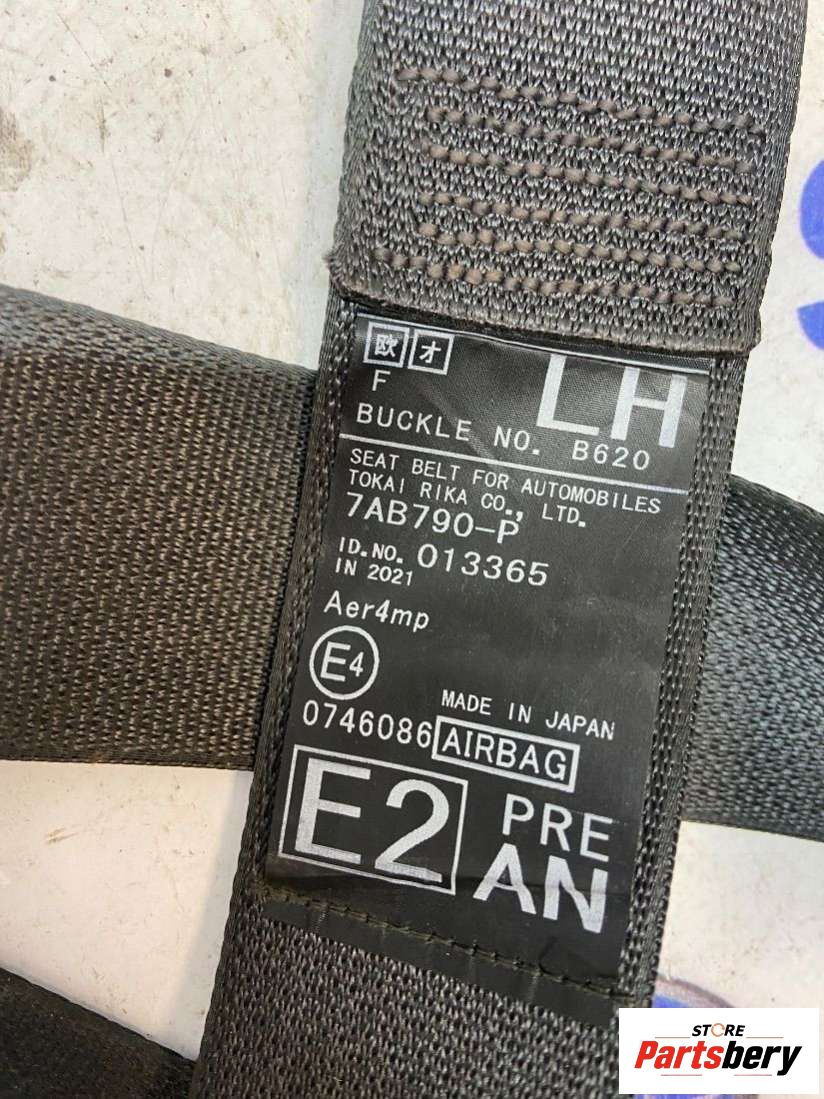 欧 オ
LH
F
BUCKLE NO. B620
SEAT BELT FOR AUTOMOBILES
TOKAI RIKA CO., LTD.
7AB790-P
ID.NO. 013365
IN 2021
Aer4mp
E4
MADE IN JAPAN
0746086 AIRBAG
E2 PRE
AN
STORE
Partsbery